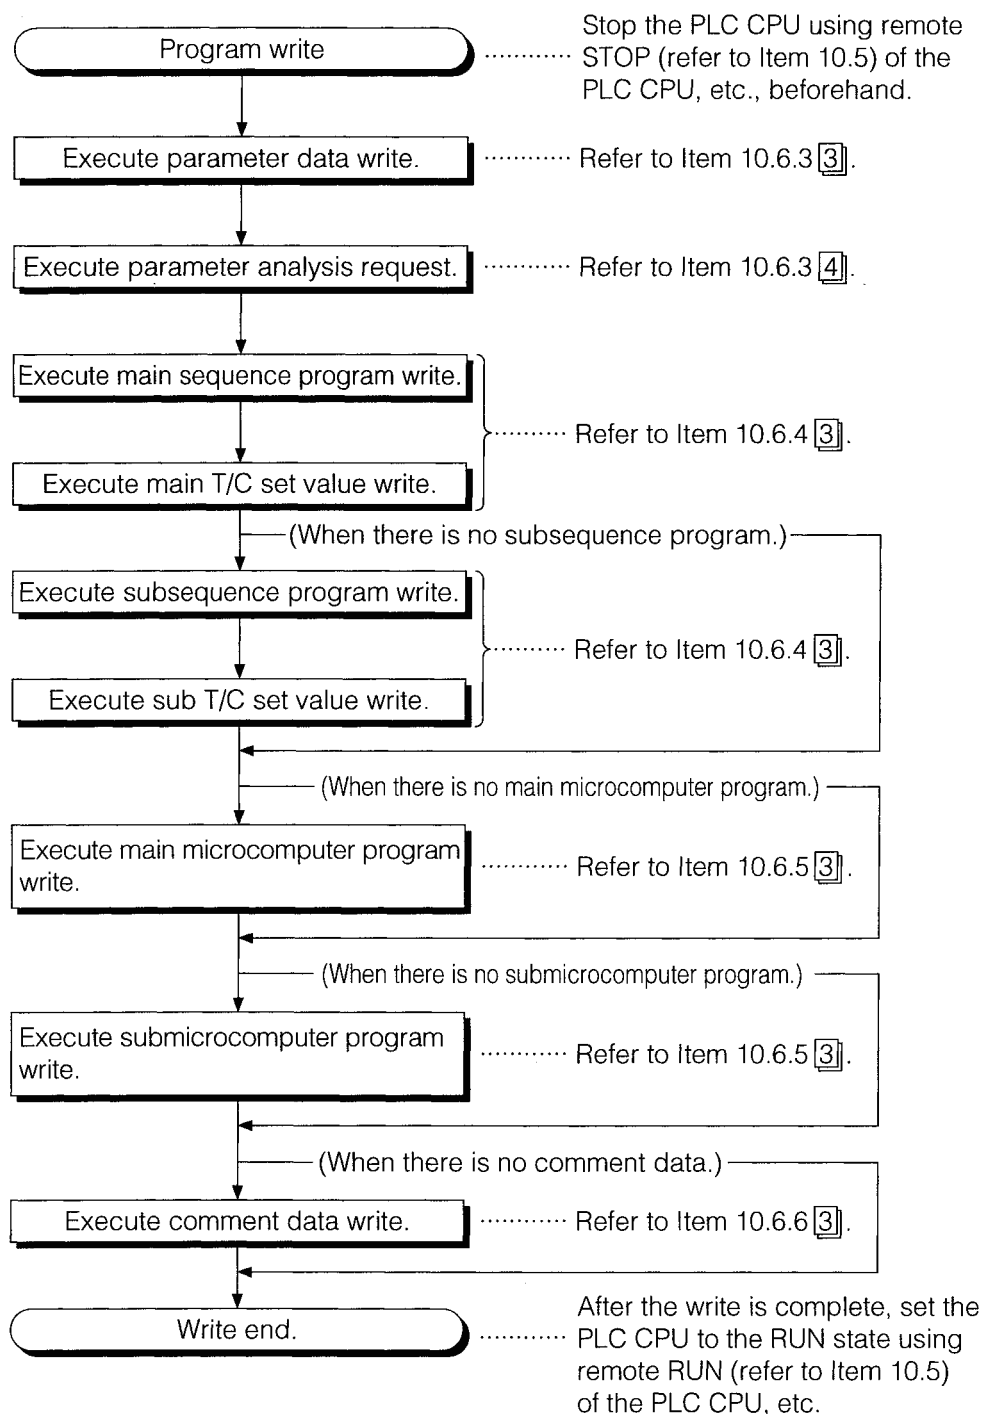 Program write
Stop the PLC CPU using remote
STOP (refer to Item 10.5) of the
PLC CPU, etc., beforehand.
Execute parameter data write.
Refer to Item 10.6.3 3.
Execute parameter analysis request.
Refer to Item 10.6.3 4.
Execute main sequence program write.
Refer to Item 10.6.4 3.
Execute main T/C set value write.
(When there is no subsequence program.)
Execute subsequence program write.
Refer to Item 10.6.4 3.
Execute sub T/C set value write.
(When there is no main microcomputer program.)
Execute main microcomputer program
write.
Refer to Item 10.6.5 3.
(When there is no submicrocomputer program.)
Execute submicrocomputer program
write.
Refer to Item 10.6.5 3.
(When there is no comment data.)
Execute comment data write.
Refer to Item 10.6.6 3.
Write end.
After the write is complete, set the
PLC CPU to the RUN state using
remote RUN (refer to Item 10.5)
of the PLC CPU, etc.